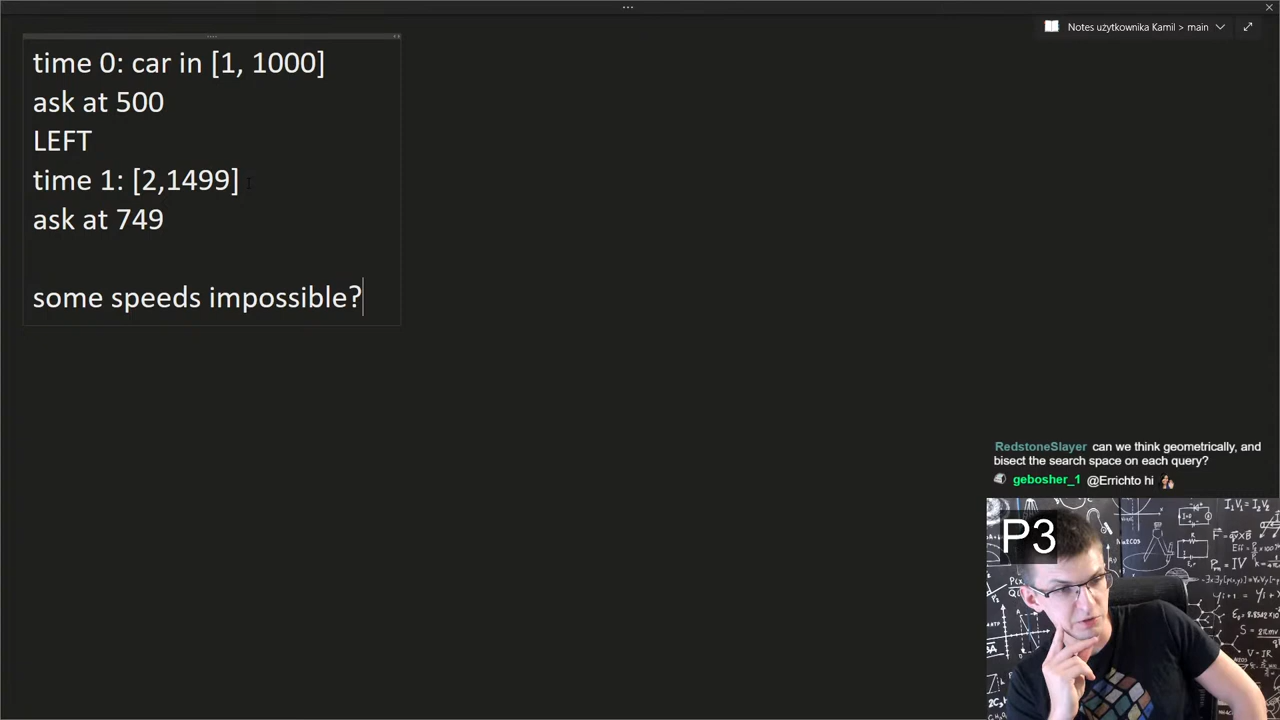 Notes użytkownika Kamil > main
time 0: car in [1, 1000]
ask at 500
LEFT
time 1: [2,1499]
ask at 749
some speeds impossible?
RedstoneSlayer can we think geometrically, and
bisect the search space on each query?
gebosher_1 @Errichto hi
P3